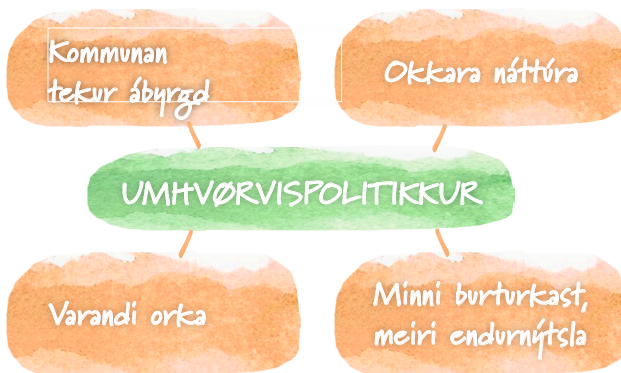 Kommunan
tekur ábyrgd
Okkara náttúra
UMHVØRVISPOLITIKKUR
Varandi orka
Minni burturkast,
meiri endurnýtsla